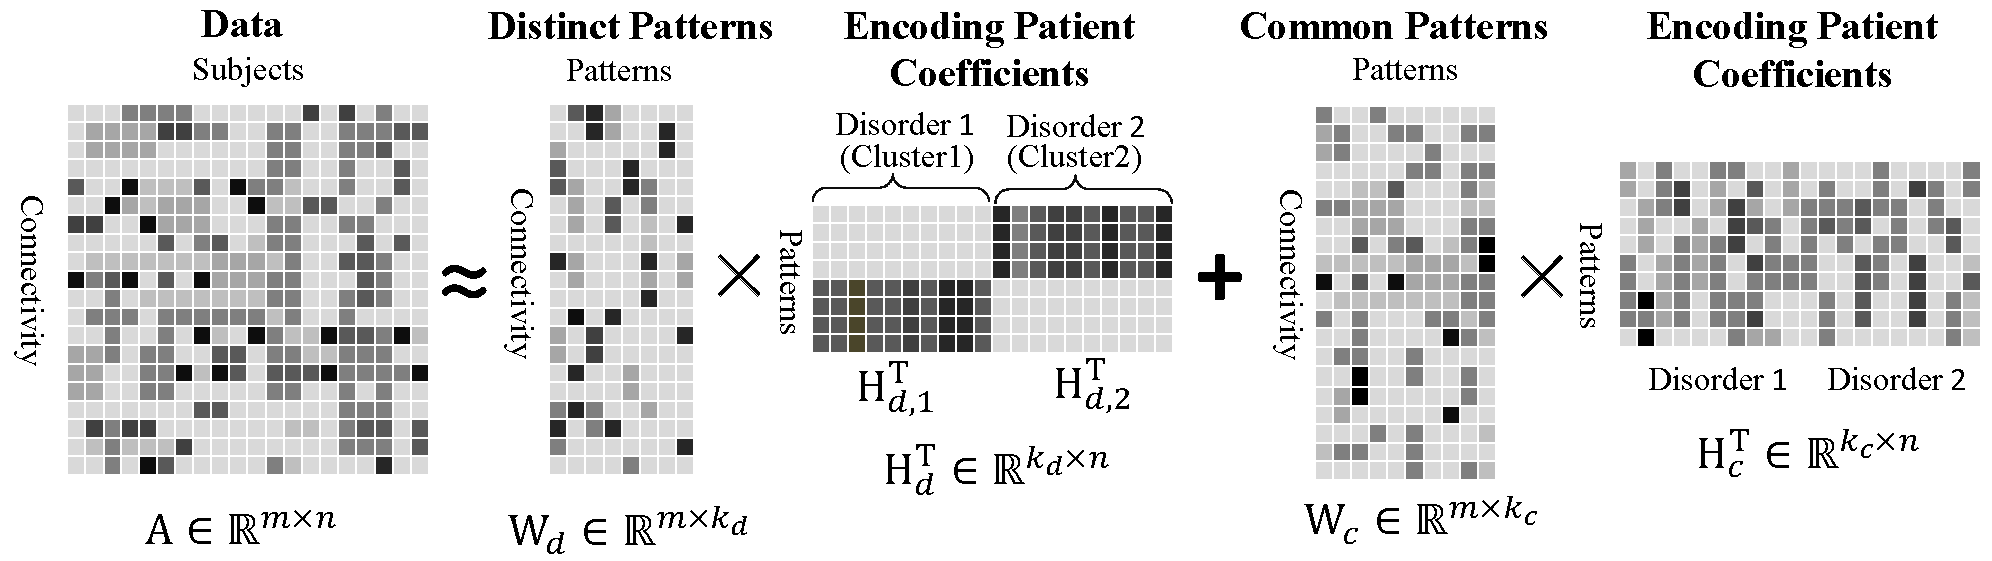 Data
Subjects
Connectivity
A ∈ ℝ^{m×n}
≈
Distinct Patterns
Patterns
Connectivity
W_d ∈ ℝ^{m×k_d}
×
Encoding Patient
Coefficients
Disorder 1
(Cluster1)
Disorder 2
(Cluster2)
Patterns
H^T_{d,1}
H^T_{d,2}
H^T_d ∈ ℝ^{k_d×n}
+
Common Patterns
Patterns
Connectivity
W_c ∈ ℝ^{m×k_c}
×
Encoding Patient
Coefficients
Patterns
Disorder 1
Disorder 2
H^T_c ∈ ℝ^{k_c×n}